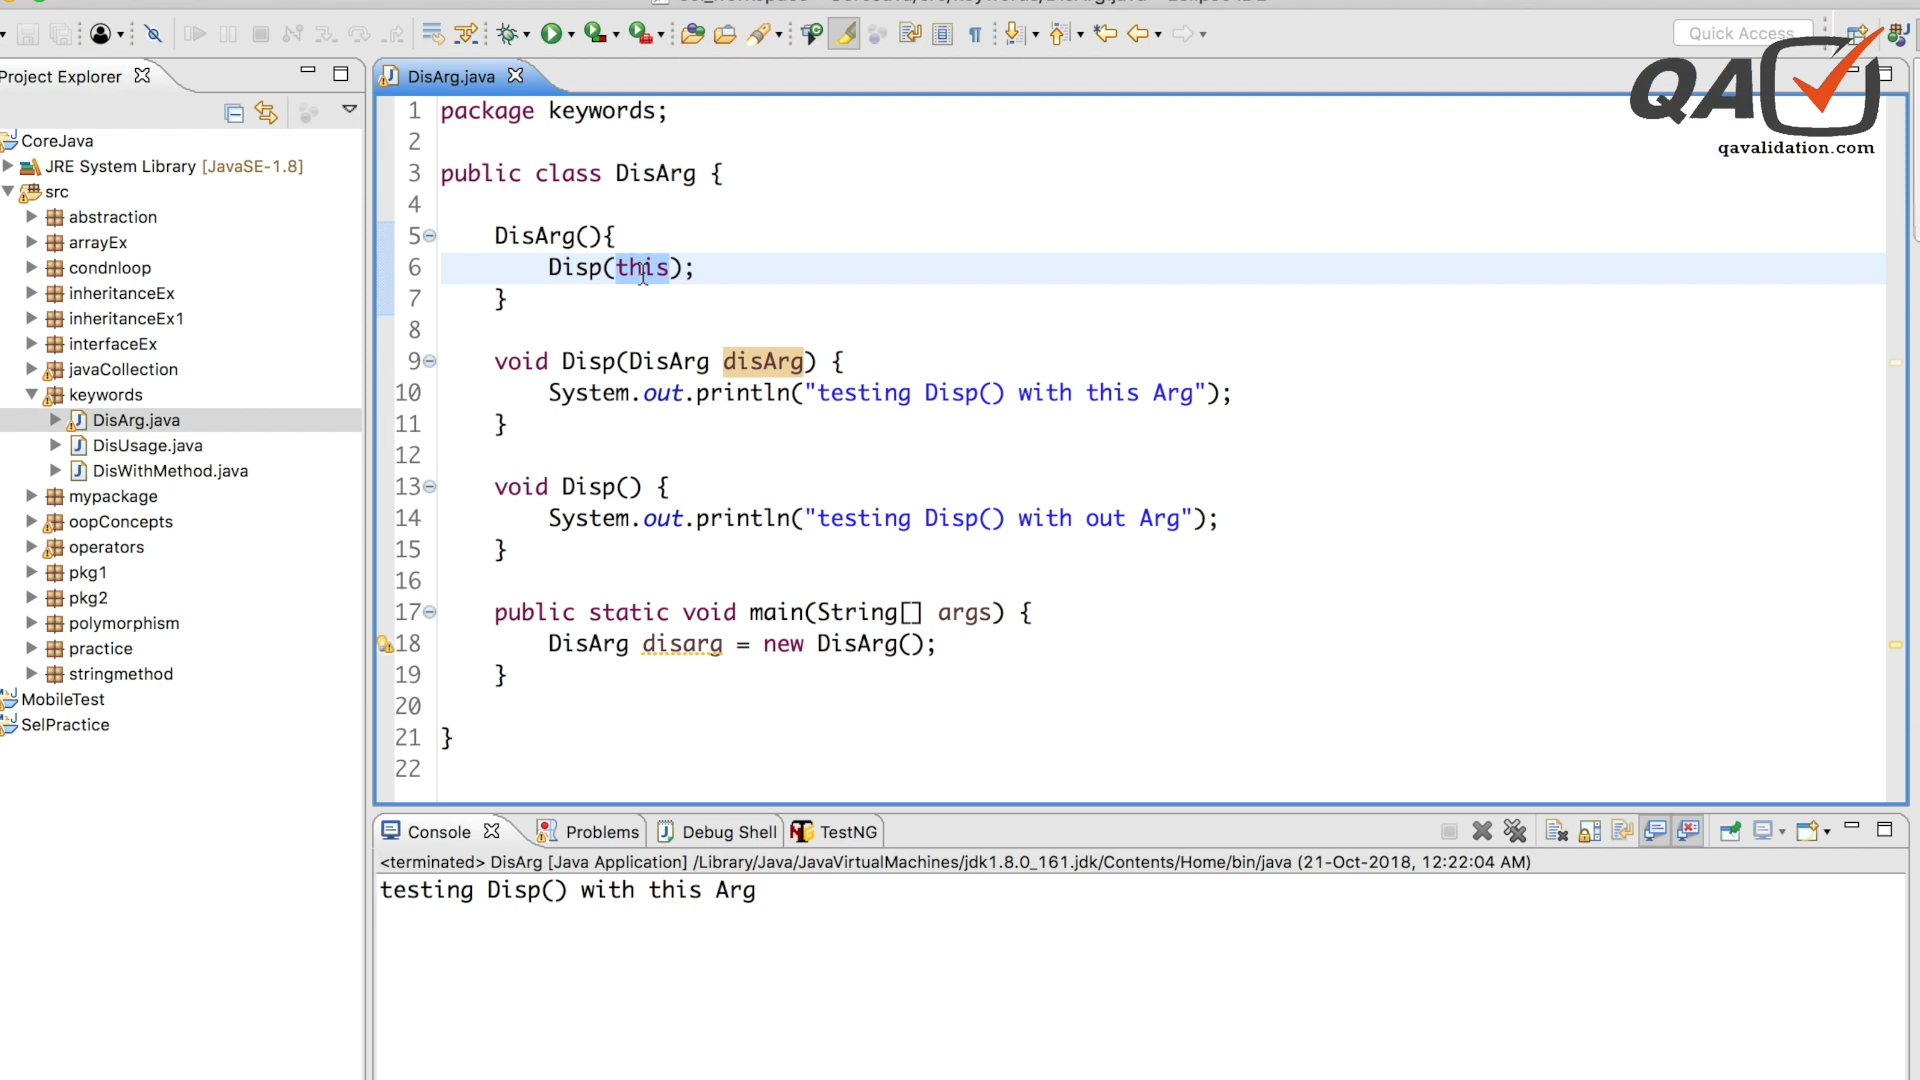 Quick Access
QA
qavalidation.com
Project Explorer
CoreJava
JRE System Library [JavaSE-1.8]
src
abstraction
arrayEx
condnloop
inheritanceEx
inheritanceEx1
interfaceEx
javaCollection
keywords
DisArg.java
DisUsage.java
DisWithMethod.java
mypackage
oopConcepts
operators
pkg1
pkg2
polymorphism
practice
stringmethod
MobileTest
SelPractice
DisArg.java
1 package keywords;
2
3 public class DisArg {
4
5 DisArg(){
6 Disp(this);
7 }
8
9 void Disp(DisArg disArg) {
10 System.out.println("testing Disp() with this Arg");
11 }
12
13 void Disp() {
14 System.out.println("testing Disp() with out Arg");
15 }
16
17 public static void main(String[] args) {
18 DisArg disarg = new DisArg();
19 }
20
21 }
22
Console Problems Debug Shell TestNG
<terminated> DisArg [Java Application] /Library/Java/JavaVirtualMachines/jdk1.8.0_161.jdk/Contents/Home/bin/java (21-Oct-2018, 12:22:04 AM)
testing Disp() with this Arg